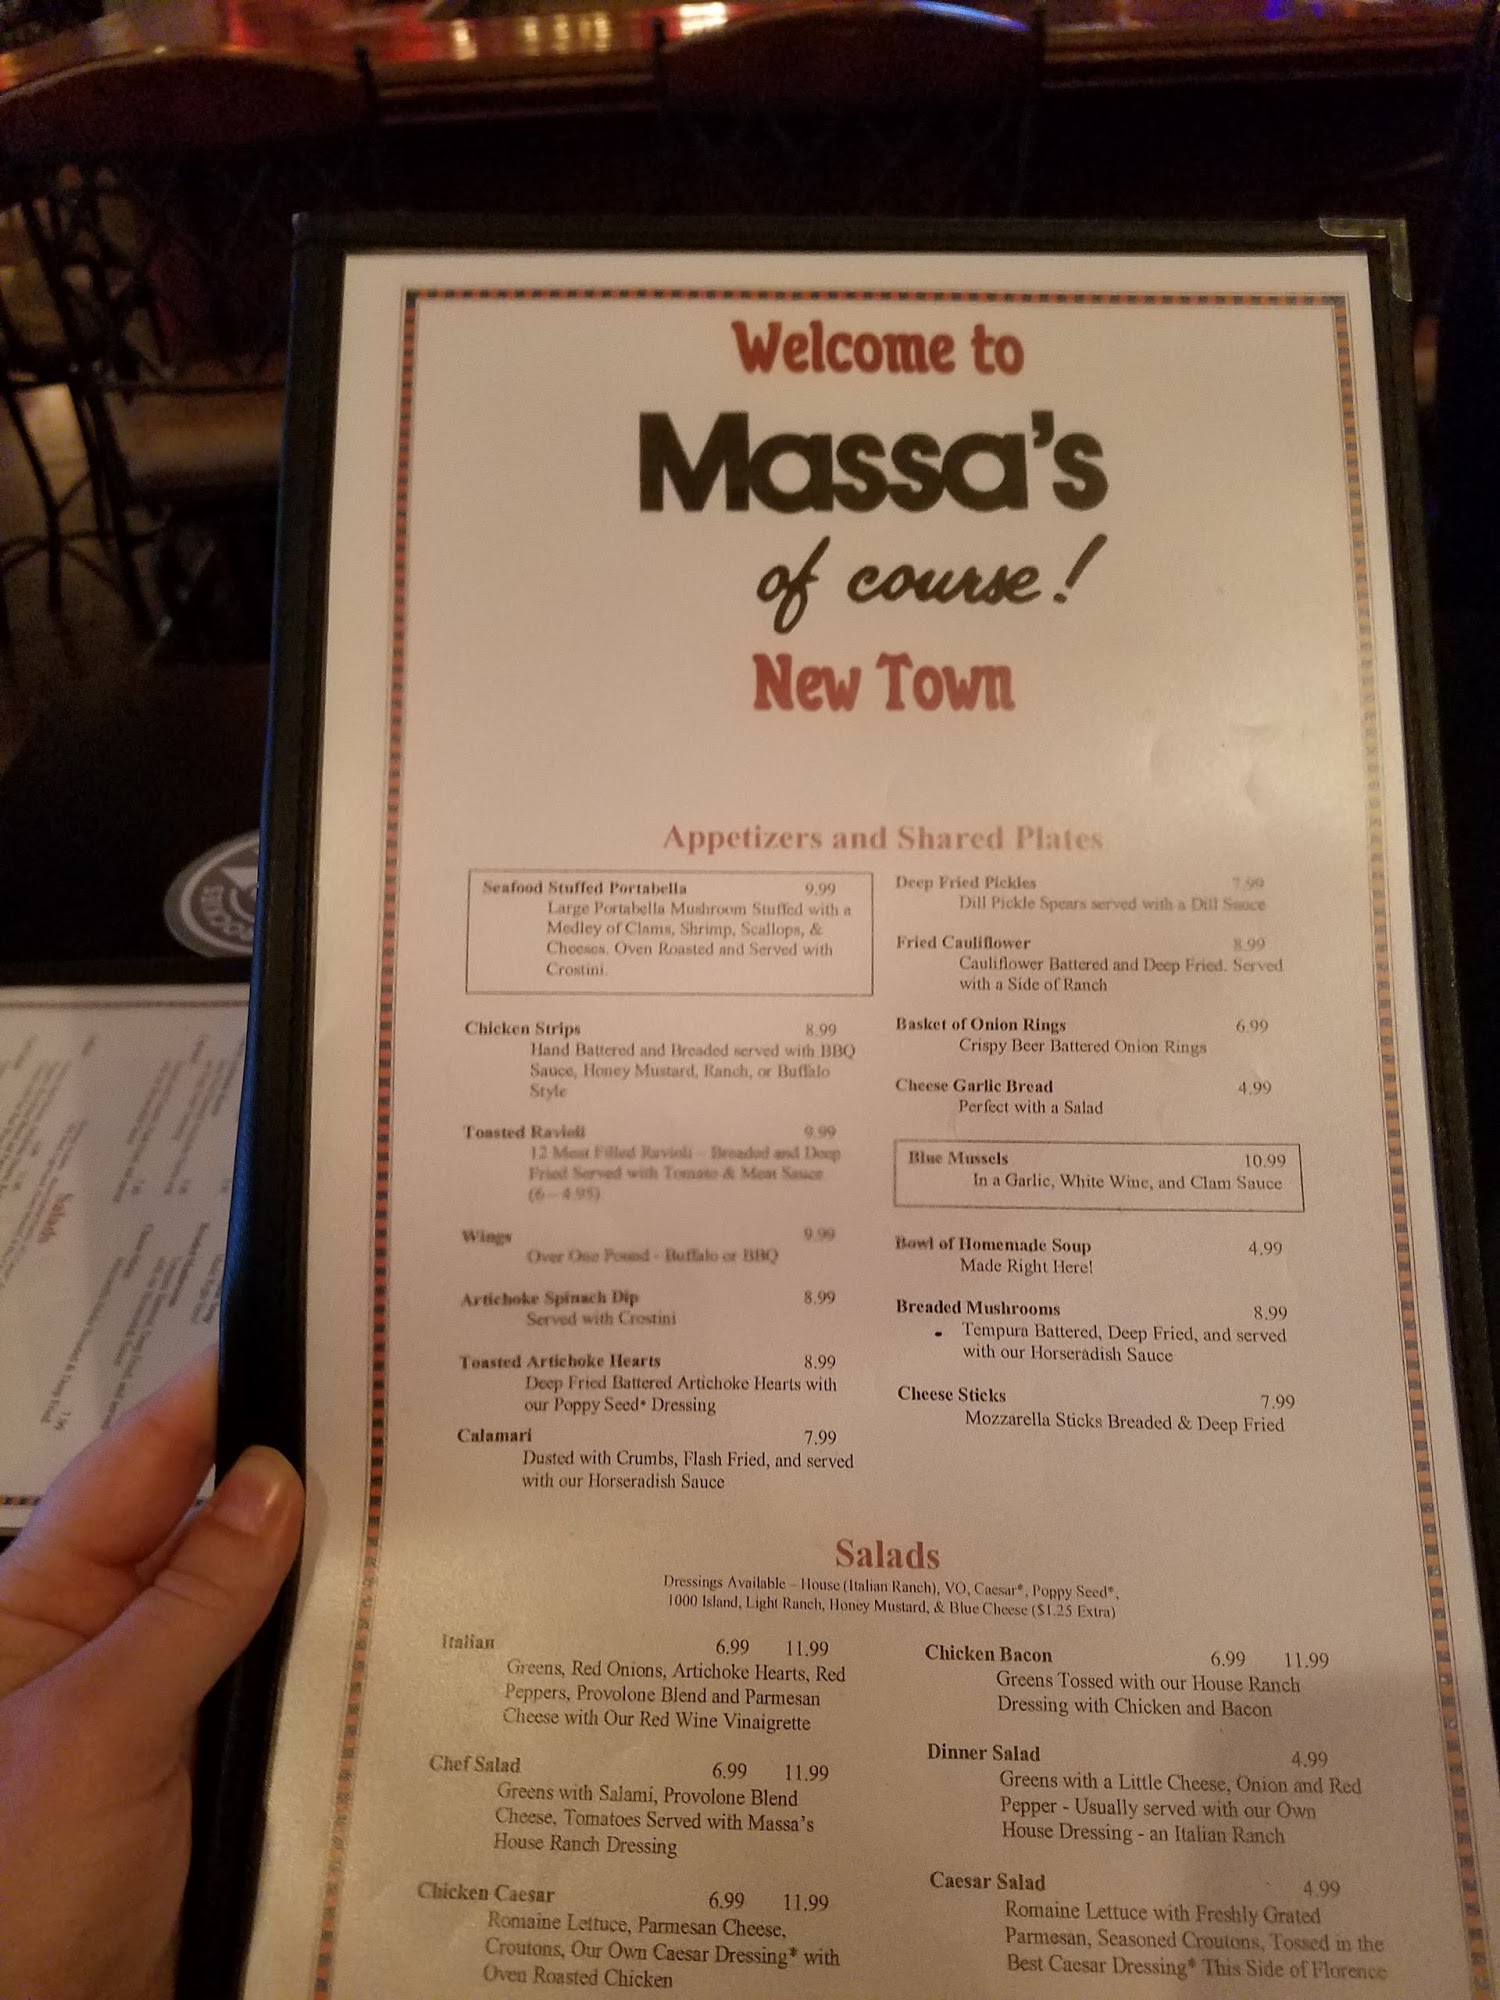 Welcome to
Massa's
of course!
New Town
Appetizers and Shared Plates
Seafood Stuffed Portabella 9.99
Large Portabella Mushroom Stuffed with a
Medley of Clams, Shrimp, Scallops, &
Cheeses, Oven Roasted and Served with
Crostini
Chicken Strips 8.99
Hand Battered and Breaded served with BBQ
Sauce, Honey Mustard, Ranch, or Buffalo
Style
Toasted Ravioli 9.99
12 Meat Filled Ravioli – Breaded and Deep
Fried Served with Tomato & Meat Sauce
(6 – 4.95)
Wings 9.99
Over One Pound - Buffalo or BBQ
Artichoke Spinach Dip 8.99
Served with Crostini
Toasted Artichoke Hearts 8.99
Deep Fried Battered Artichoke Hearts with
our Poppy Seed* Dressing
Calamari 7.99
Dusted with Crumbs, Flash Fried, and served
with our Horseradish Sauce
Deep Fried Pickles 7.99
Dill Pickle Spears served with a Dill Sauce
Fried Cauliflower 8.99
Cauliflower Battered and Deep Fried. Served
with a Side of Ranch
Basket of Onion Rings 6.99
Crispy Beer Battered Onion Rings
Cheese Garlic Bread 4.99
Perfect with a Salad
Blue Mussels 10.99
In a Garlic, White Wine, and Clam Sauce
Bowl of Homemade Soup 4.99
Made Right Here!
Breaded Mushrooms 8.99
Tempura Battered, Deep Fried, and served
with our Horseradish Sauce
Cheese Sticks 7.99
Mozzarella Sticks Breaded & Deep Fried
Salads
Dressings Available – House (Italian Ranch), VO, Caesar*, Poppy Seed*,
1000 Island, Light Ranch, Honey Mustard, & Blue Cheese ($1.25 Extra)
Italian 6.99 11.99
Greens, Red Onions, Artichoke Hearts, Red
Peppers, Provolone Blend and Parmesan
Cheese with Our Red Wine Vinaigrette
Chef Salad 6.99 11.99
Greens with Salami, Provolone Blend
Cheese, Tomatoes Served with Massa's
House Ranch Dressing
Chicken Caesar 6.99 11.99
Romaine Lettuce, Parmesan Cheese,
Croutons, Our Own Caesar Dressing* with
Oven Roasted Chicken
Chicken Bacon 6.99 11.99
Greens Tossed with our House Ranch
Dressing with Chicken and Bacon
Dinner Salad 4.99
Greens with a Little Cheese, Onion and Red
Pepper - Usually served with our Own
House Dressing - an Italian Ranch
Caesar Salad 4.99
Romaine Lettuce with Freshly Grated
Parmesan, Seasoned Croutons, Tossed in the
Best Caesar Dressing* This Side of Florence
Salads